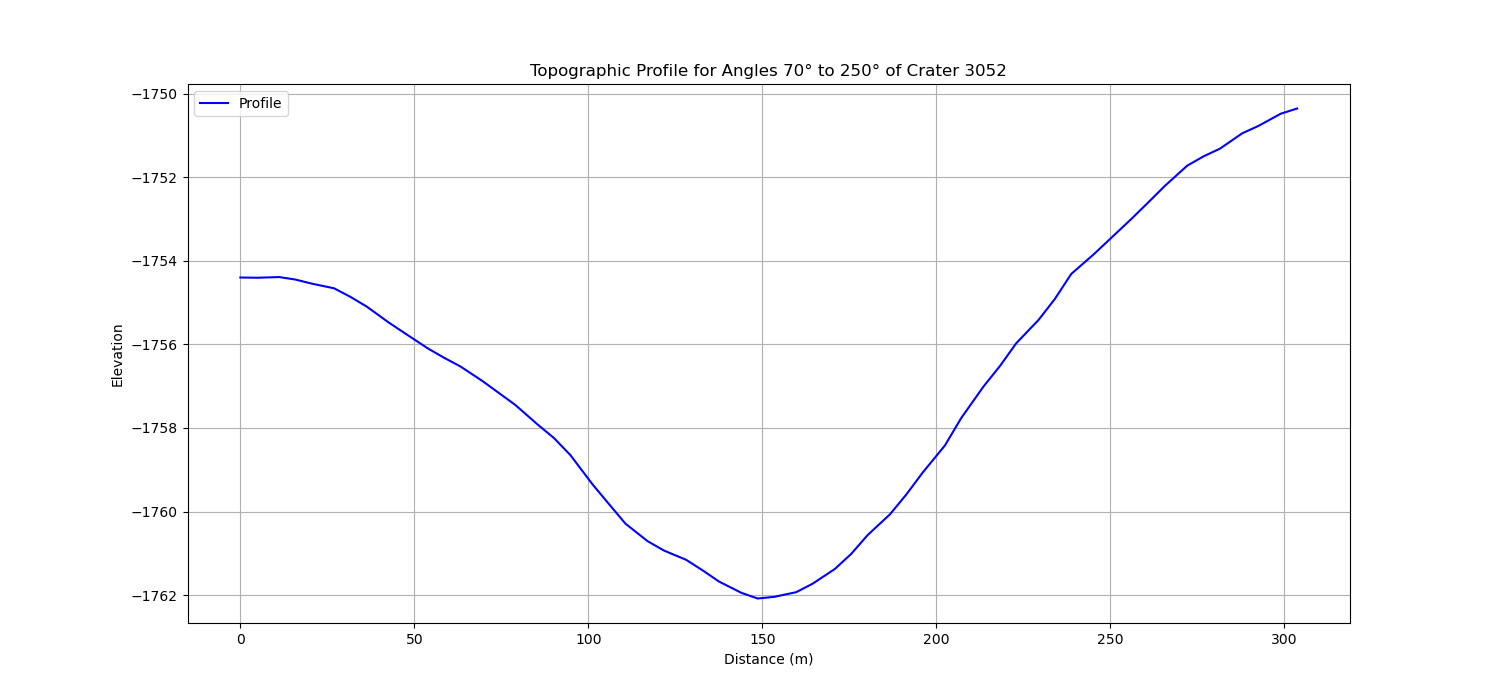 Topographic Profile for Angles 70° to 250° of Crater 3052
Profile
−1750
−1752
−1754
−1756
−1758
−1760
−1762
Elevation
0 50 100 150 200 250 300
Distance (m)